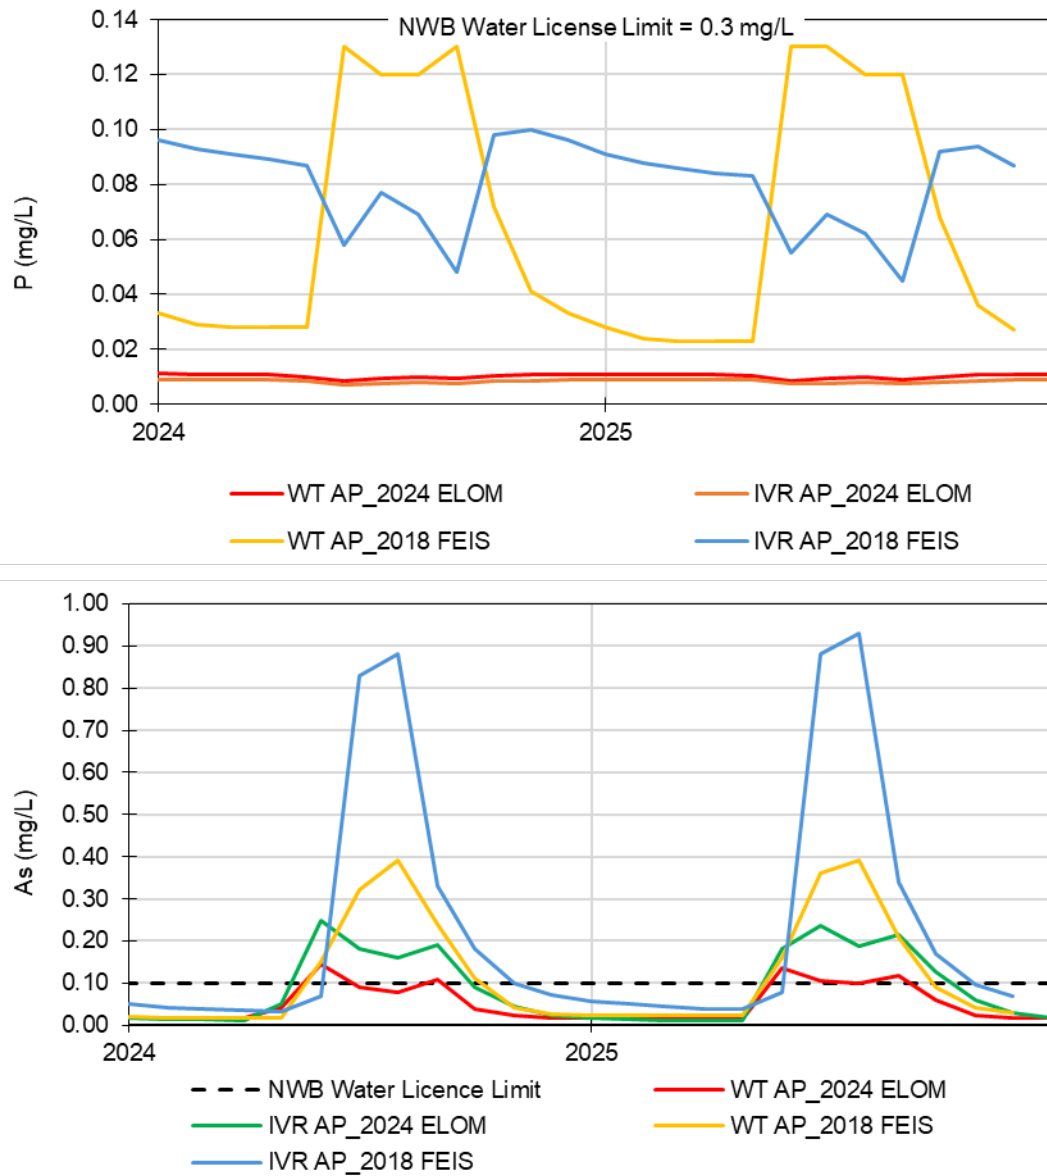 NWB Water License Limit = 0.3 mg/L
0.14
0.12
0.10
0.08
0.06
0.04
0.02
0.00
P (mg/L)
2024 2025
WT AP_2024 ELOM IVR AP_2024 ELOM
WT AP_2018 FEIS IVR AP_2018 FEIS
1.00
0.90
0.80
0.70
0.60
0.50
0.40
0.30
0.20
0.10
0.00
As (mg/L)
2024 2025
NWB Water Licence Limit WT AP_2024 ELOM
IVR AP_2024 ELOM WT AP_2018 FEIS
IVR AP_2018 FEIS